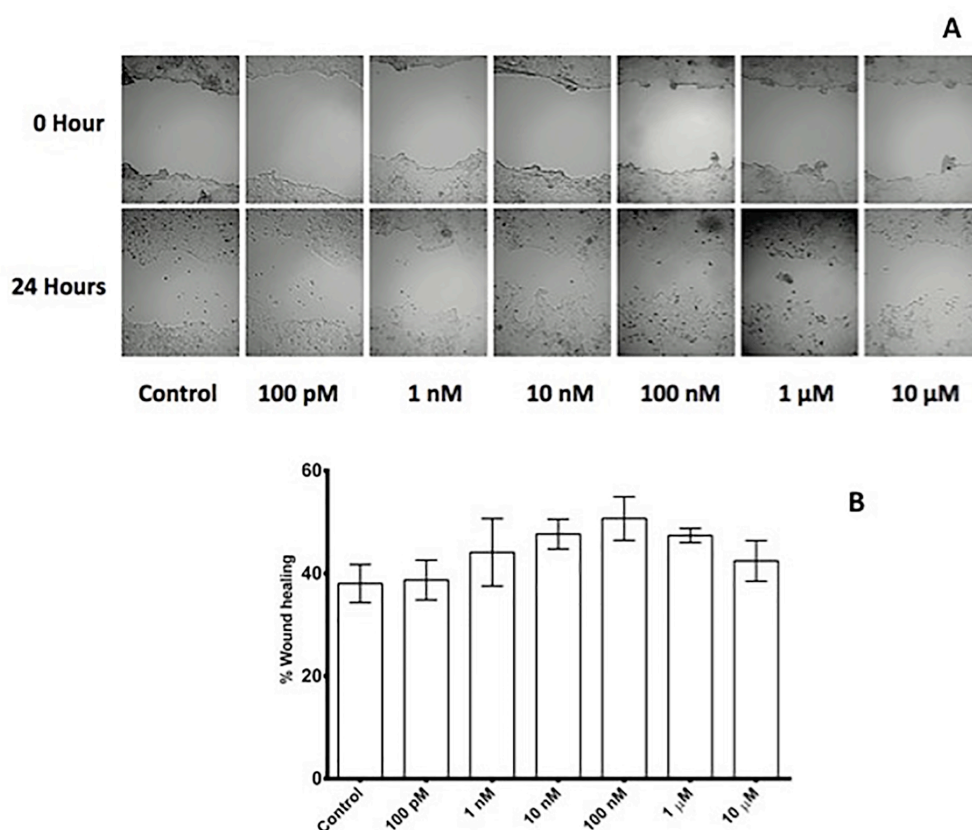 A
0 Hour
24 Hours
Control 100 pM 1 nM 10 nM 100 nM 1 µM 10 µM
B
60
40
20
0
% Wound healing
Control 100 pM 1 nM 10 nM 100 nM 1 µM 10 µM